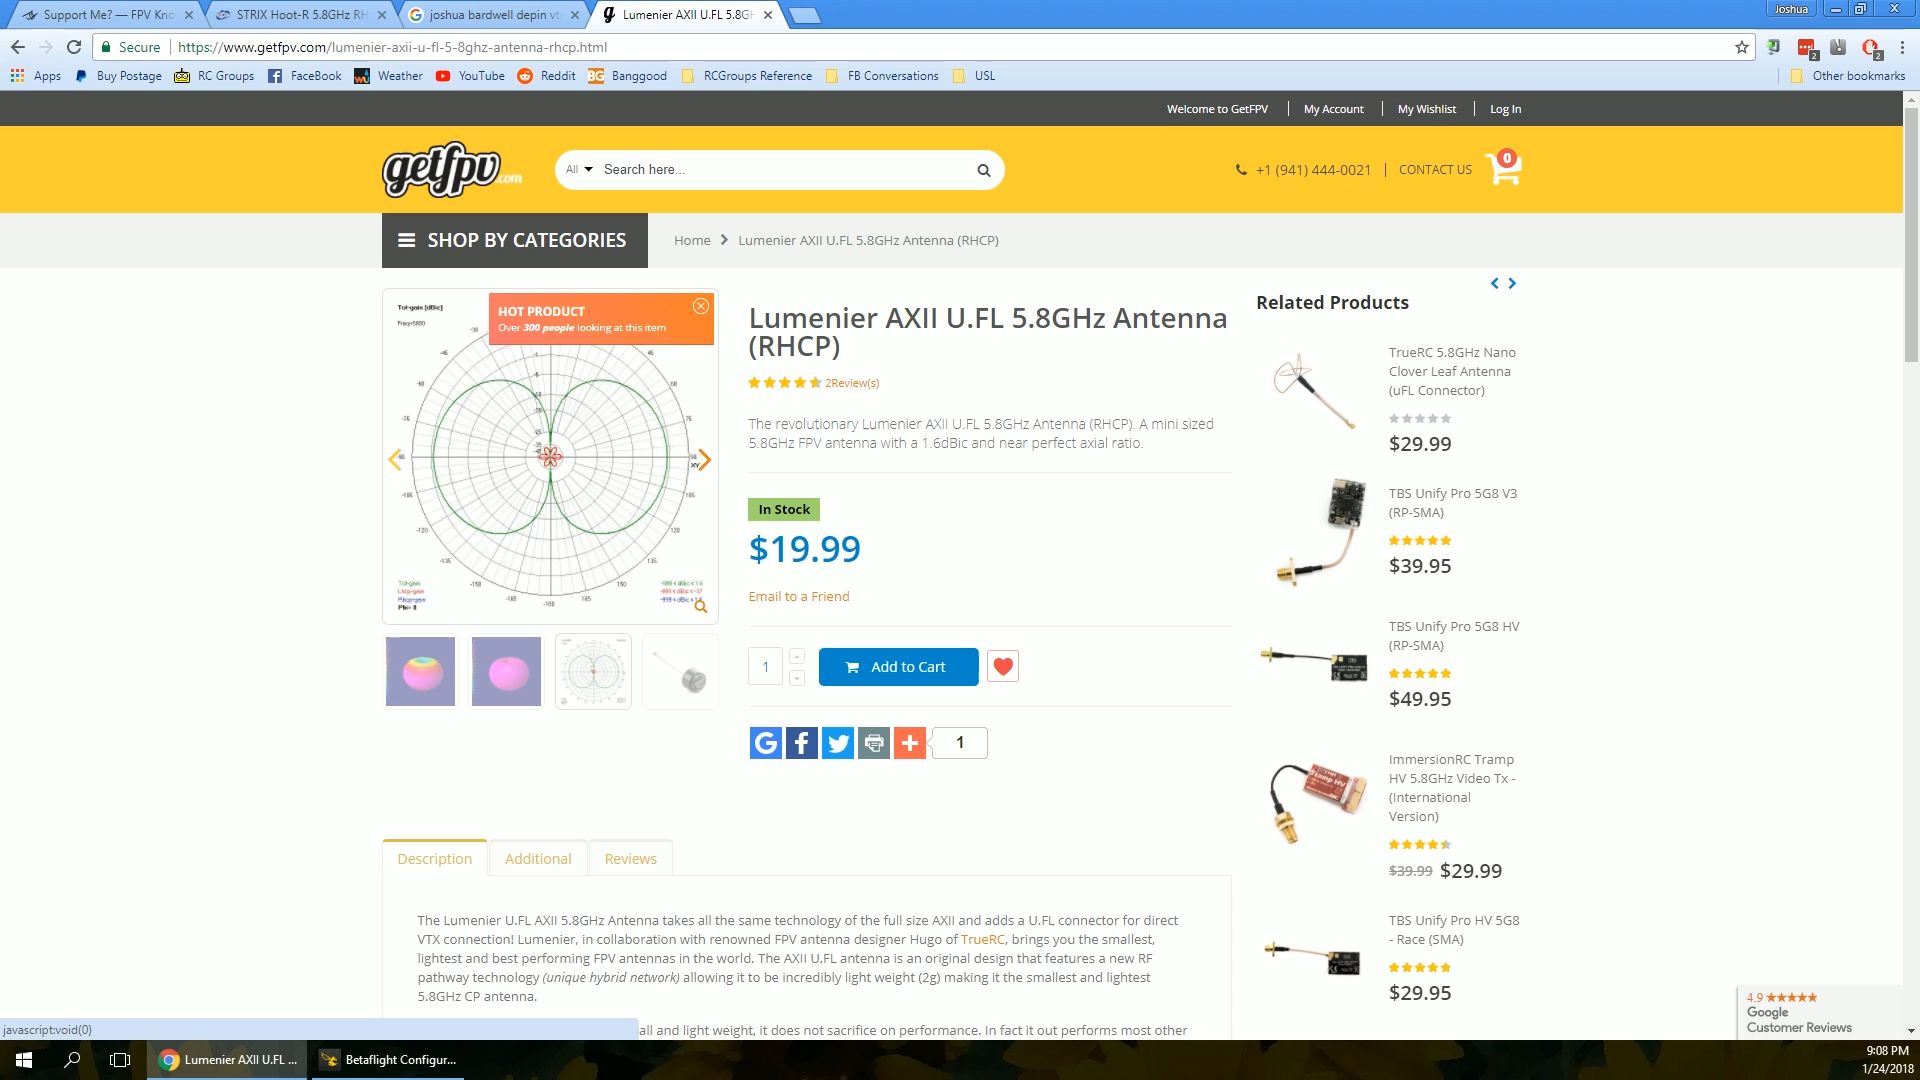 Support Me? — FPV Kno
STRIX Hoot-R 5.8GHz RH
joshua bardwell depin vt
Lumenier AXII U.FL 5.8GH
Joshua
Secure
https://www.getfpv.com/lumenier-axii-u-fl-5-8ghz-antenna-rhcp.html
2
2
Apps
Buy Postage
RC Groups
FaceBook
Weather
YouTube
Reddit
Banggood
RCGroups Reference
FB Conversations
USL
Other bookmarks
Welcome to GetFPV
My Account
My Wishlist
Log In
getfpv.com
All
Search here...
+1 (941) 444-0021
CONTACT US
0
SHOP BY CATEGORIES
Home
Lumenier AXII U.FL 5.8GHz Antenna (RHCP)
Tot-gain [dBic]
Freq=5800
HOT PRODUCT
Over 300 people looking at this item
Lumenier AXII U.FL 5.8GHz Antenna
(RHCP)
2Review(s)
The revolutionary Lumenier AXII U.FL 5.8GHz Antenna (RHCP). A mini sized
5.8GHz FPV antenna with a 1.6dBic and near perfect axial ratio.
In Stock
$19.99
Email to a Friend
1
Add to Cart
1
Related Products
TrueRC 5.8GHz Nano
Clover Leaf Antenna
(uFL Connector)
$29.99
TBS Unify Pro 5G8 V3
(RP-SMA)
$39.95
TBS Unify Pro 5G8 HV
(RP-SMA)
$49.95
ImmersionRC Tramp
HV 5.8GHz Video Tx -
(International
Version)
$39.99 $29.99
TBS Unify Pro HV 5G8
- Race (SMA)
$29.95
Description
Additional
Reviews
The Lumenier U.FL AXII 5.8GHz Antenna takes all the same technology of the full size AXII and adds a U.FL connector for direct
VTX connection! Lumenier, in collaboration with renowned FPV antenna designer Hugo of TrueRC, brings you the smallest,
lightest and best performing FPV antennas in the world. The AXII U.FL antenna is an original design that features a new RF
pathway technology (unique hybrid network) allowing it to be incredibly light weight (2g) making it the smallest and lightest
5.8GHz CP antenna.
all and light weight, it does not sacrifice on performance. In fact it out performs most other
javascript:void(0)
4.9
Google
Customer Reviews
Lumenier AXII U.FL ...
Betaflight Configur...
9:08 PM
1/24/2018